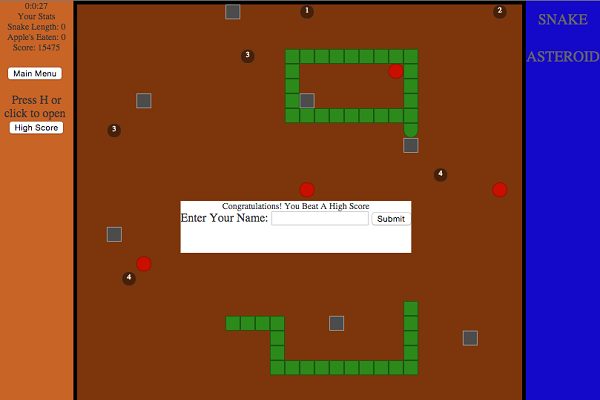 0:0:27
Your Stats
Snake Length: 0
Apple's Eaten: 0
Score: 15475
Main Menu
Press H or
click to open
High Score
1
2
3
3
4
4
Congratulations! You Beat A High Score
Enter Your Name:
Submit
SNAKE
ASTEROID